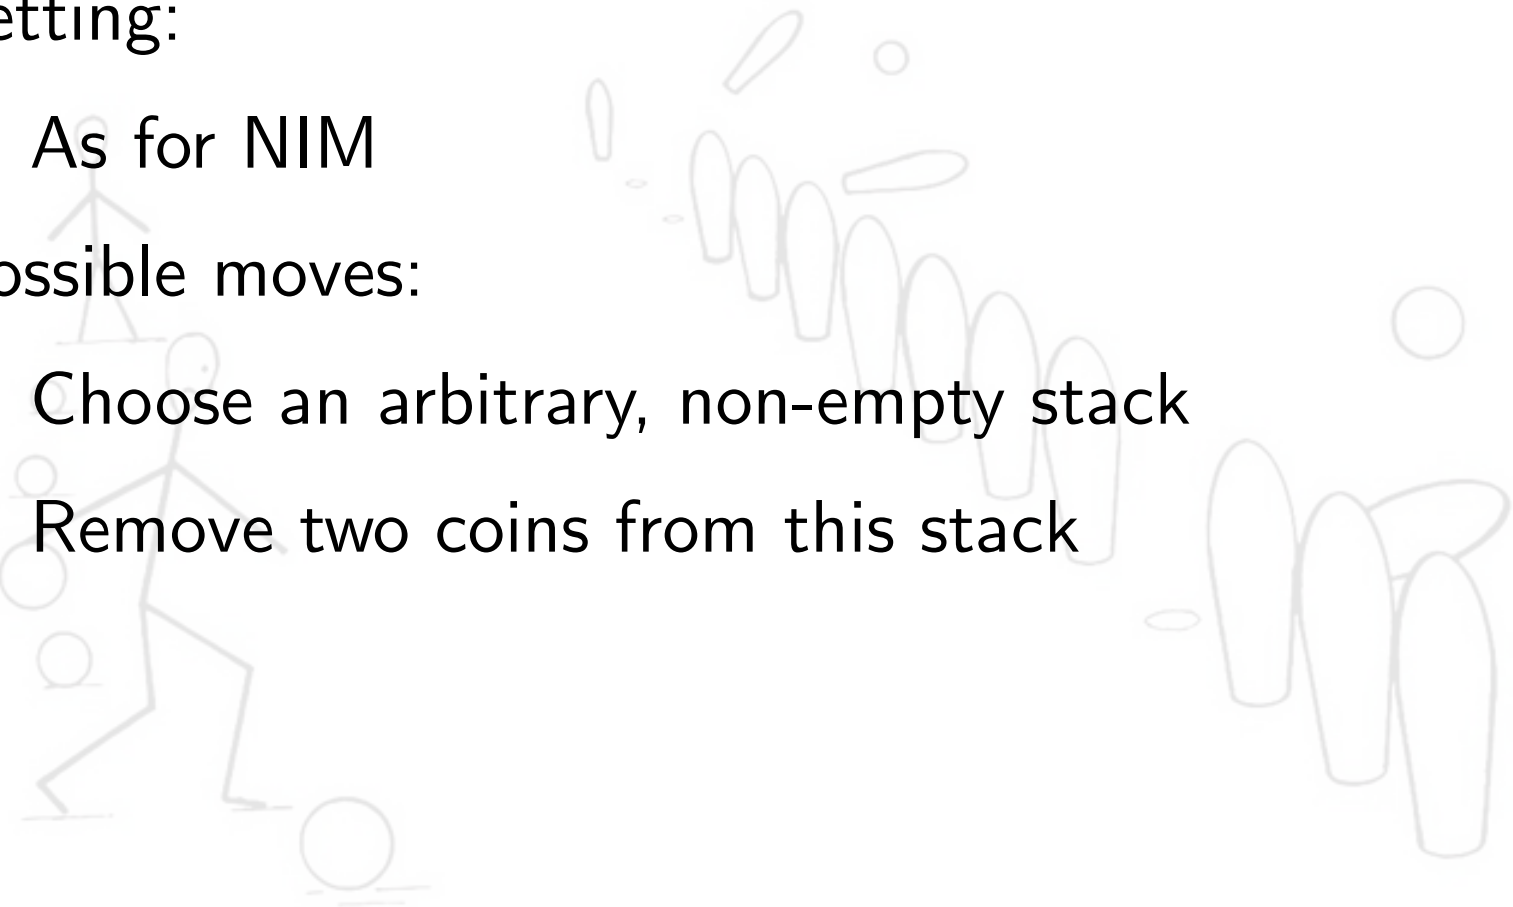 etting:
As for NIM
ossible moves:
Choose an arbitrary, non-empty stack
Remove two coins from this stack